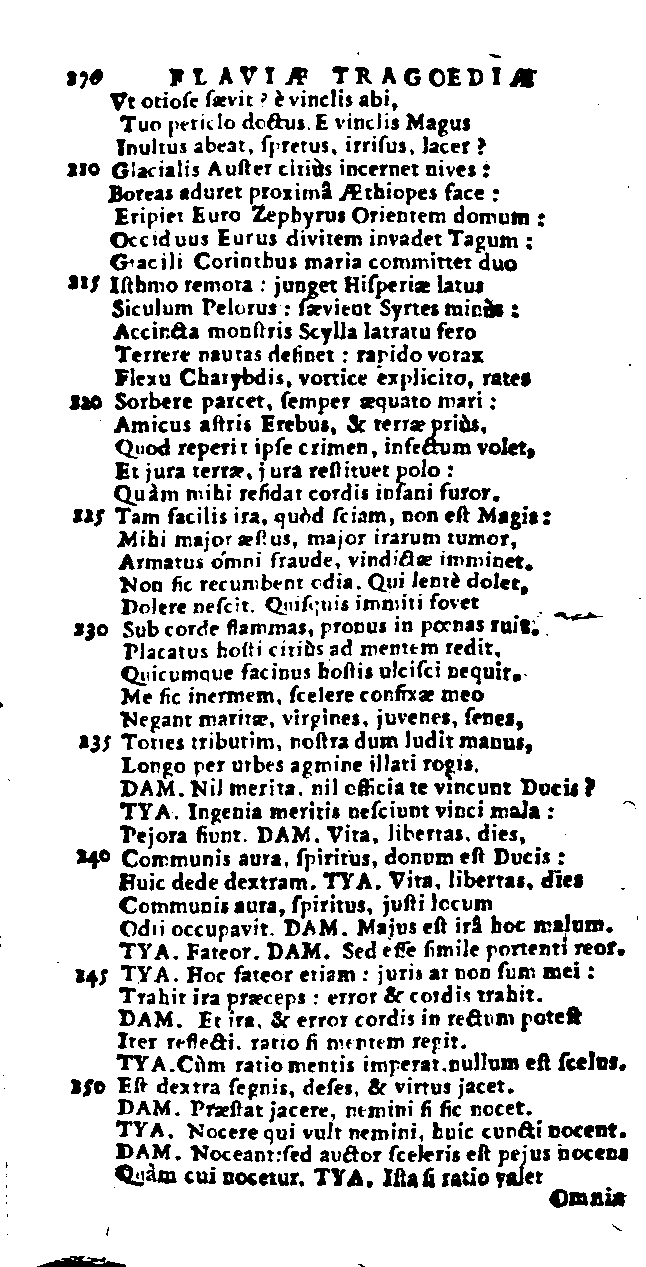 270 FLAVIÆ TRAGOEDIÆ
Vt otioſe ſævit ? è vinclis abi,
Tuo periclo doctus. E vinclis Magus
Inultus abeat, ſpretus, irriſus, lacer ?
210 Glacialis Auſter citiùs incernet nives :
Boreas aduret proximâ Æthiopes face :
Eripiet Euro Zephyrus Orientem domum :
Occiduus Eurus divitem invadet Tagum :
Gracili Corinthus maria committet duo
215 Iſthmo remota : junget Hiſperiæ latus
Siculum Pelorus : ſævient Syrtes minùs :
Accincta monſtris Scylla latratu fero
Terrere nautas deſinet : rapido vorax
Flexu Charybdis, vortice explicito, rates
220 Sorbere parcet, ſemper æquato mari :
Amicus aſtris Erebus, & terræ priùs,
Quod reperit ipſe crimen, infectum volet,
Et jura terræ, jura reſtituet polo :
Quàm mihi reſidat cordis inſani furor.
225 Tam facilis ira, quòd ſciam, non eſt Magis:
Mihi major æſtus, major irarum tumor,
Armatus omni fraude, vindictæ imminet.
Non ſic recumbent odia. Qui lentè dolet,
Dolere neſcit. Quiſquis immiti fovet
230 Sub corde flammas, pronus in pœnas ruit.
Placatus hoſti citiùs ad mentem redit,
Quicumque facinus hoſtis ulciſci nequit.
Me ſic inermem, ſcelere confixæ meo
Negant maritæ, virgines, juvenes, ſenes,
235 Toties tributim, noſtra dum ludit manus,
Longo per urbes agmine illati rogis.
DAM. Nil merita, nil officia te vincunt Ducis ?
TYA. Ingenia meritis neſciunt vinci mala :
Pejora fiunt. DAM. Vita, libertas, dies,
240 Communis aura, ſpiritus, donum eſt Ducis :
Huic dede dextram. TYA. Vita, libertas, dies
Communis aura, ſpiritus, juſti locum
Odii occupavit. DAM. Majus eſt irâ hoc malum.
TYA. Fateor. DAM. Sed eſſe ſimile portenti reor.
245 TYA. Hoc fateor etiam : juris at non ſum mei :
Trahit ira præceps : error & cordis trahit.
DAM. Et ira, & error cordis in rectum poteſt
Iter reflecti, ratio ſi mentem regit.
TYA. Cùm ratio mentis imperat, nullum eſt ſcelus.
250 Eſt dextra ſegnis, deſes, & virtus jacet.
DAM. Præſtat jacere, nemini ſi ſic nocet.
TYA. Nocere qui vult nemini, huic cuncti nocent.
DAM. Noceant: ſed auctor ſceleris eſt pejus nocens
Quàm cui nocetur. TYA. Iſta ſi ratio valet
Omnia